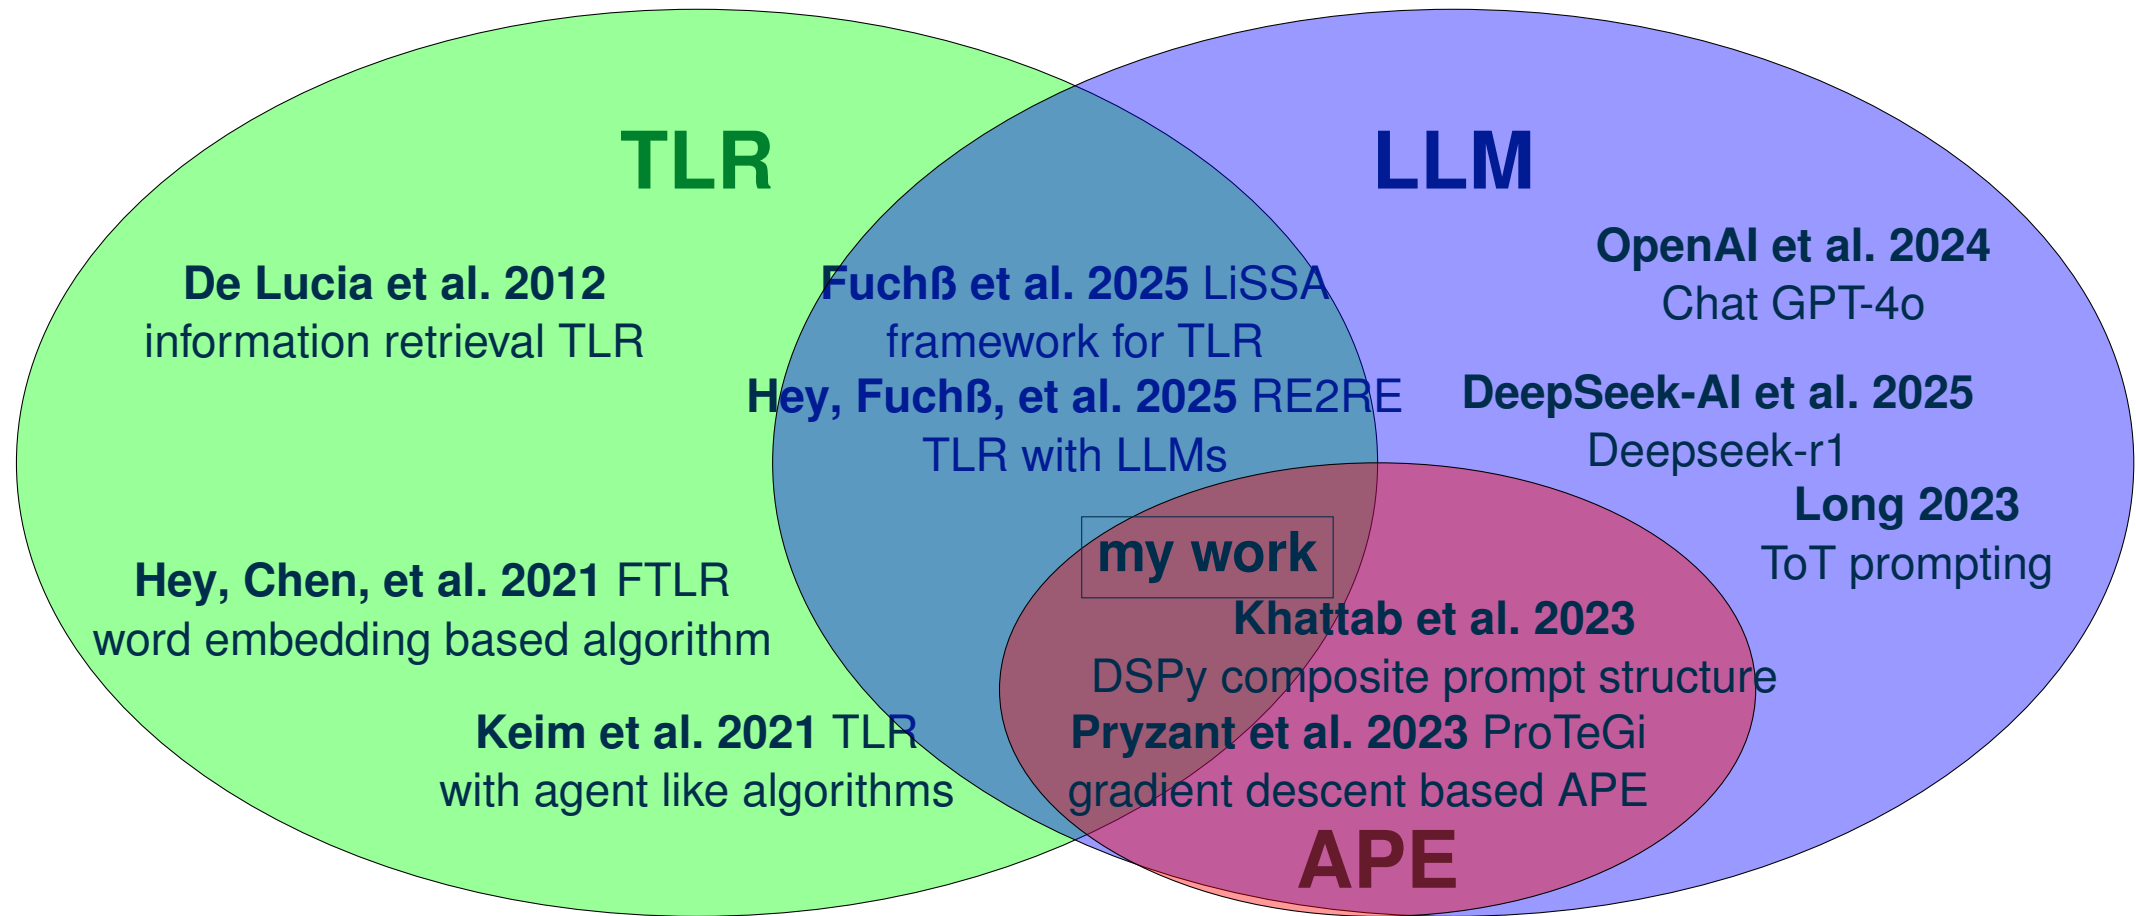 TLR
LLM
De Lucia et al. 2012
information retrieval TLR
Fuchß et al. 2025 LiSSA
framework for TLR
Hey, Fuchß, et al. 2025 RE2RE
TLR with LLMs
OpenAI et al. 2024
Chat GPT-4o
DeepSeek-AI et al. 2025
Deepseek-r1
Long 2023
ToT prompting
my work
Hey, Chen, et al. 2021 FTLR
word embedding based algorithm
Khattab et al. 2023
DSPy composite prompt structure
Keim et al. 2021 TLR
with agent like algorithms
Pryzant et al. 2023 ProTeGi
gradient descent based APE
APE